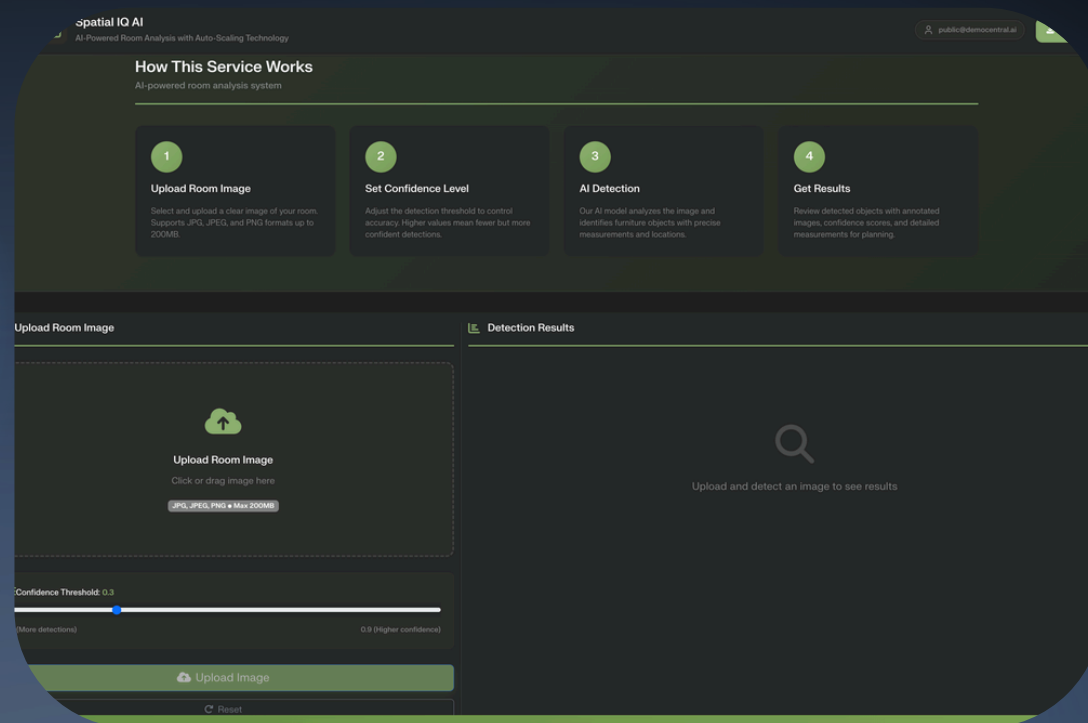 Spatial IQ AI
AI-Powered Room Analysis with Auto-Scaling Technology
public@democentral.ai
How This Service Works
AI-powered room analysis system
1
Upload Room Image
Select and upload a clear image of your room.
Supports JPG, JPEG, and PNG formats up to
200MB.
2
Set Confidence Level
Adjust the detection threshold to control
accuracy. Higher values mean fewer but more
confident detections.
3
AI Detection
Our AI model analyzes the image and
identifies furniture objects with precise
measurements and locations.
4
Get Results
Review detected objects with annotated
images, confidence scores, and detailed
measurements for planning.
Upload Room Image
Upload Room Image
Click or drag image here
JPG, JPEG, PNG • Max 200MB
Confidence Threshold: 0.3
(More detections)
0.9 (Higher confidence)
Upload Image
Reset
Detection Results
Upload and detect an image to see results